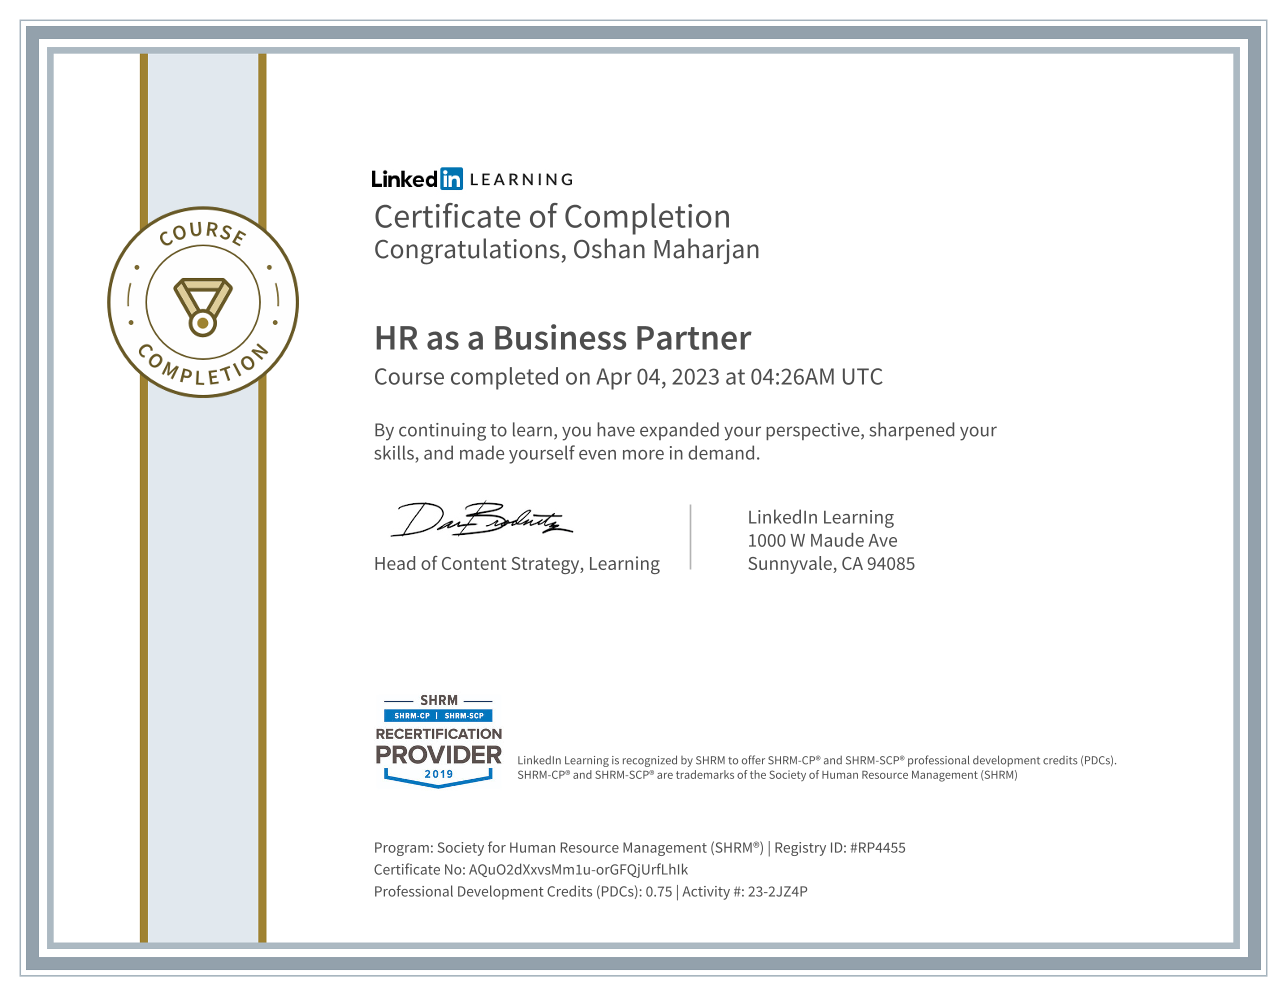 LinkedIn LEARNING
Certificate of Completion
Congratulations, Oshan Maharjan
COURSE
COMPLETION
HR as a Business Partner
Course completed on Apr 04, 2023 at 04:26AM UTC
By continuing to learn, you have expanded your perspective, sharpened your
skills, and made yourself even more in demand.
Head of Content Strategy, Learning
LinkedIn Learning
1000 W Maude Ave
Sunnyvale, CA 94085
SHRM
SHRM-CP | SHRM-SCP
RECERTIFICATION
PROVIDER
2019
LinkedIn Learning is recognized by SHRM to offer SHRM-CP® and SHRM-SCP® professional development credits (PDCs).
SHRM-CP® and SHRM-SCP® are trademarks of the Society of Human Resource Management (SHRM)
Program: Society for Human Resource Management (SHRM®) | Registry ID: #RP4455
Certificate No: AQuO2dXxvsMm1u-orGFQjUrfLhIk
Professional Development Credits (PDCs): 0.75 | Activity #: 23-2JZ4P